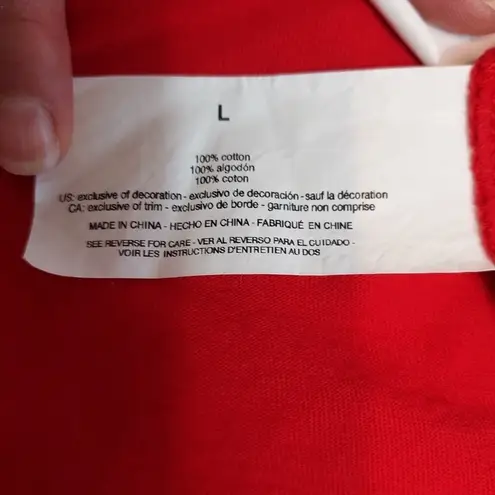 L
100% cotton
100% algodón
100% coton
US: exclusive of decoration - exclusivo de decoración - sauf la décoration
CA: exclusive of trim - exclusivo de borde - garniture non comprise
MADE IN CHINA - HECHO EN CHINA - FABRIQUÉ EN CHINE
SEE REVERSE FOR CARE - VER AL REVERSO PARA EL CUIDADO -
VOIR LES INSTRUCTIONS D'ENTRETIEN AU DOS